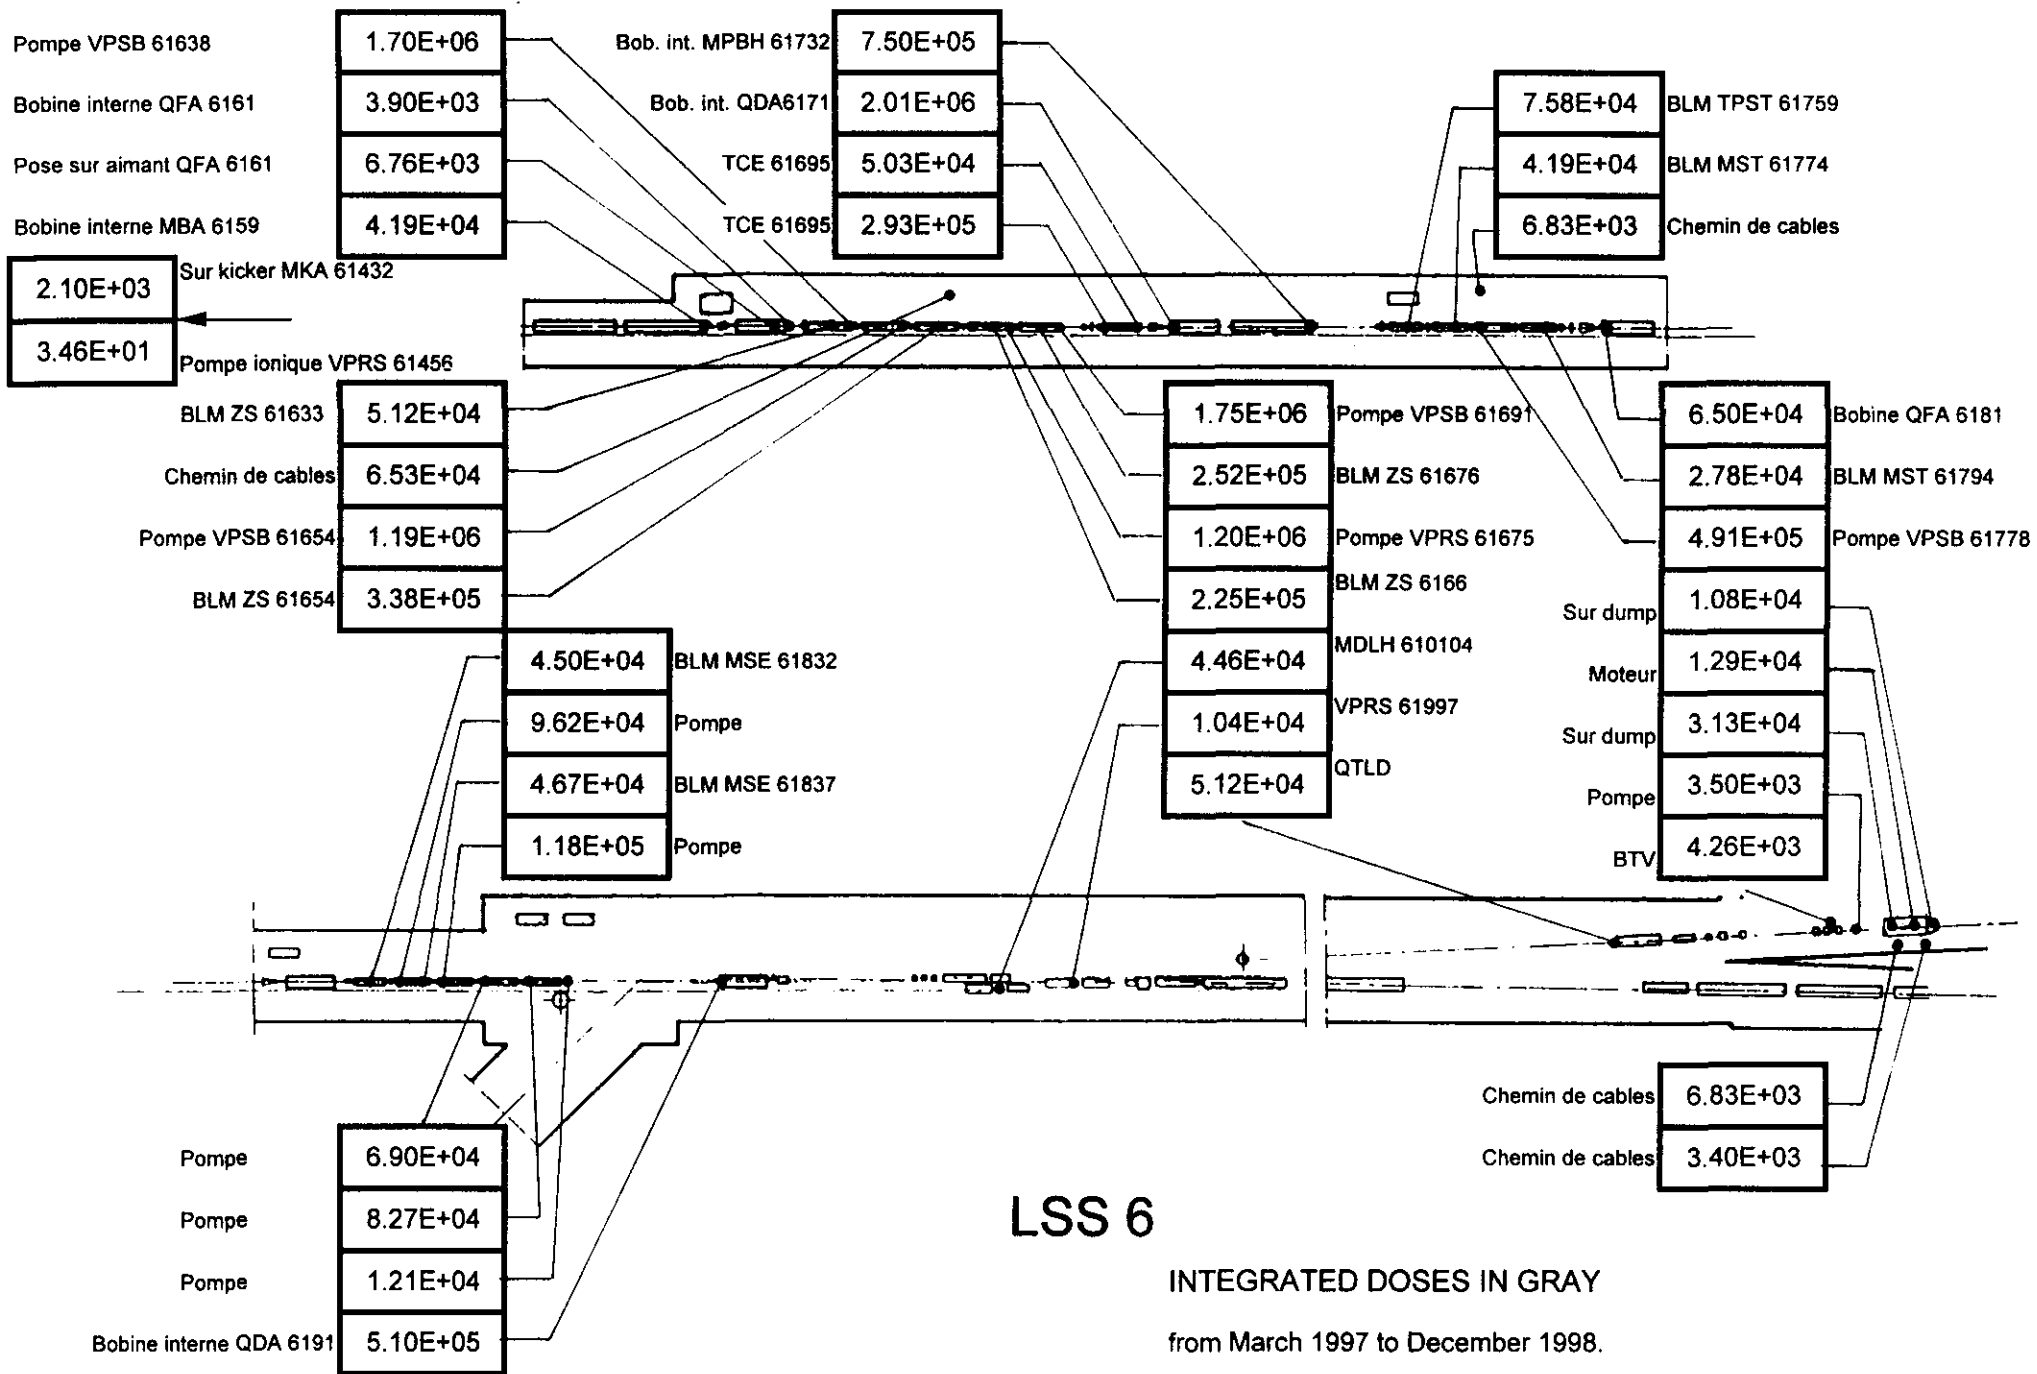 Pompe VPSB 61638 1.70E+06
Bobine interne QFA 6161 3.90E+03
Pose sur aimant QFA 6161 6.76E+03
Bobine interne MBA 6159 4.19E+04
2.10E+03 Sur kicker MKA 61432
3.46E+01 Pompe ionique VPRS 61456
Bob. int. MPBH 61732 7.50E+05
Bob. int. QDA6171 2.01E+06
TCE 61695 5.03E+04
TCE 61695 2.93E+05
7.58E+04 BLM TPST 61759
4.19E+04 BLM MST 61774
6.83E+03 Chemin de cables
BLM ZS 61633 5.12E+04
Chemin de cables 6.53E+04
Pompe VPSB 61654 1.19E+06
BLM ZS 61654 3.38E+05
4.50E+04 BLM MSE 61832
9.62E+04 Pompe
4.67E+04 BLM MSE 61837
1.18E+05 Pompe
1.75E+06 Pompe VPSB 61691
2.52E+05 BLM ZS 61676
1.20E+06 Pompe VPRS 61675
2.25E+05 BLM ZS 6166
4.46E+04 MDLH 610104
1.04E+04 VPRS 61997
5.12E+04 QTLD
6.50E+04 Bobine QFA 6181
2.78E+04 BLM MST 61794
4.91E+05 Pompe VPSB 61778
Sur dump 1.08E+04
Moteur 1.29E+04
Sur dump 3.13E+04
Pompe 3.50E+03
BTV 4.26E+03
Chemin de cables 6.83E+03
Chemin de cables 3.40E+03
Pompe 6.90E+04
Pompe 8.27E+04
Pompe 1.21E+04
Bobine interne QDA 6191 5.10E+05
LSS 6
INTEGRATED DOSES IN GRAY
from March 1997 to December 1998.